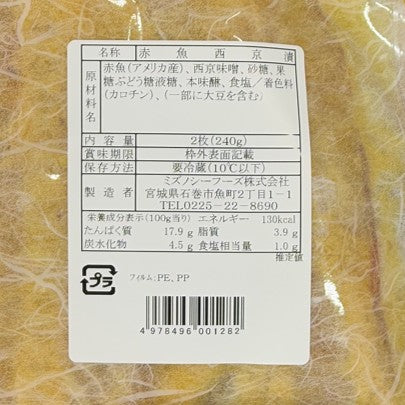 名称 赤魚西京漬
原材料名 赤魚(アメリカ産)、西京味噌、砂糖、果
糖ぶどう糖液糖、本味醂、食塩／着色料
(カロチン)、(一部に大豆を含む)
内容量 2枚(240g)
賞味期限 枠外表面記載
保存方法 要冷蔵(10℃以下)
製造者 ミズノシーフーズ株式会社
宮城県石巻市魚町2丁目1－1
TEL0225－22－8690
栄養成分表示(100g当り) エネルギー 130kcal
たんぱく質 17.9g 脂質 3.9g
炭水化物 4.5g 食塩相当量 1.0g
推定値
プラ
フィルム:PE、PP
4978496001282